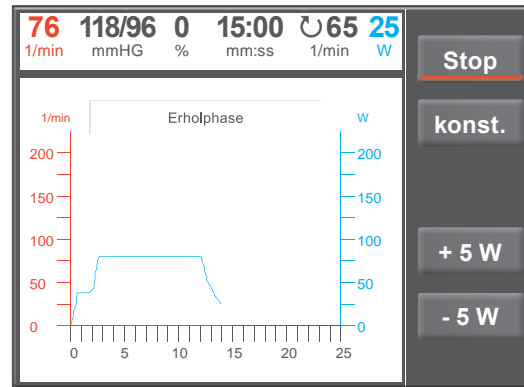 76 118/96 0 15:00 65 25
1/min mmHG % mm:ss 1/min W
Stop
konst.
+ 5 W
- 5 W
1/min Erholphase W
200 200
150 150
100 100
50 50
0 0
0 5 10 15 20 25